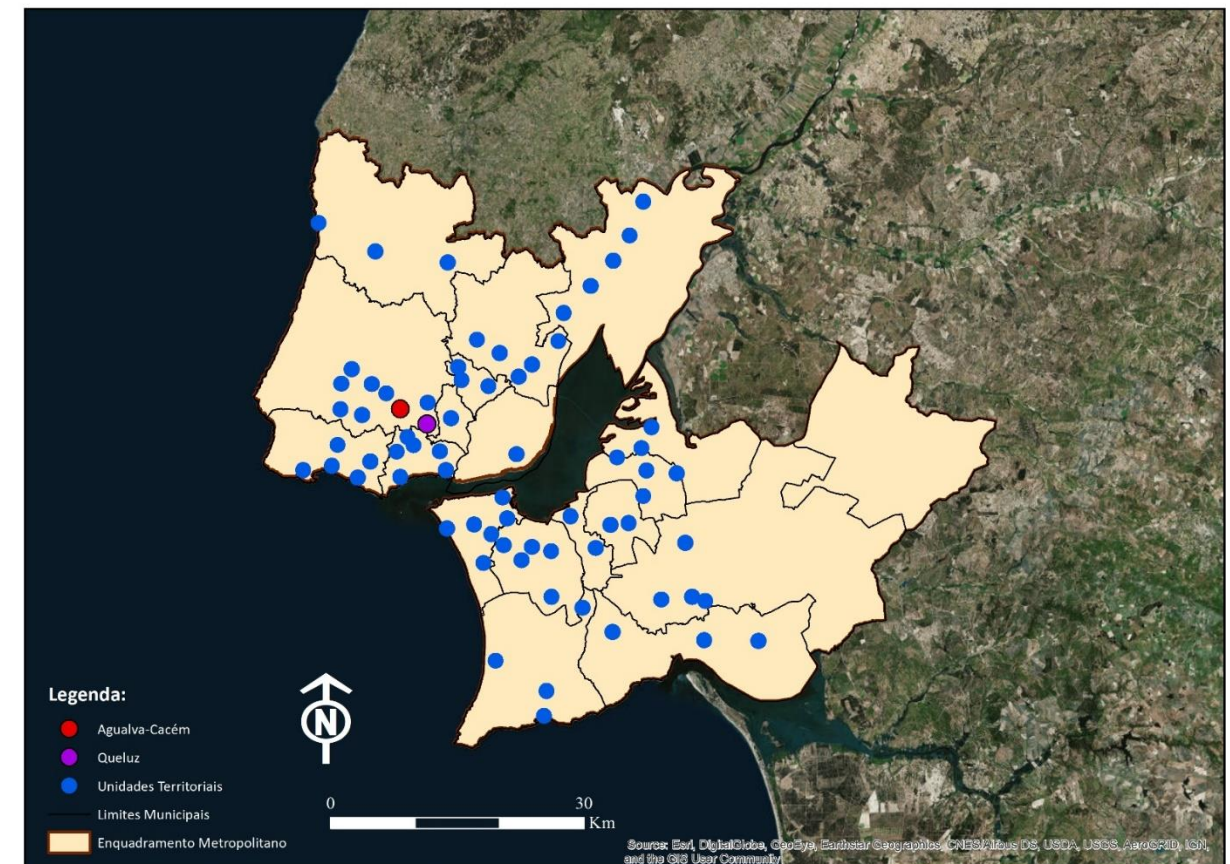 Legenda:
N
Agualva-Cacém
Queluz
Unidades Territoriais
Limites Municipais
Enquadramento Metropolitano
0 30
Km
Source: Esri, DigitalGlobe, GeoEye, Earthstar Geographics, CNES/Airbus DS, USDA, USGS, AeroGRID, IGN,
and the GIS User Community